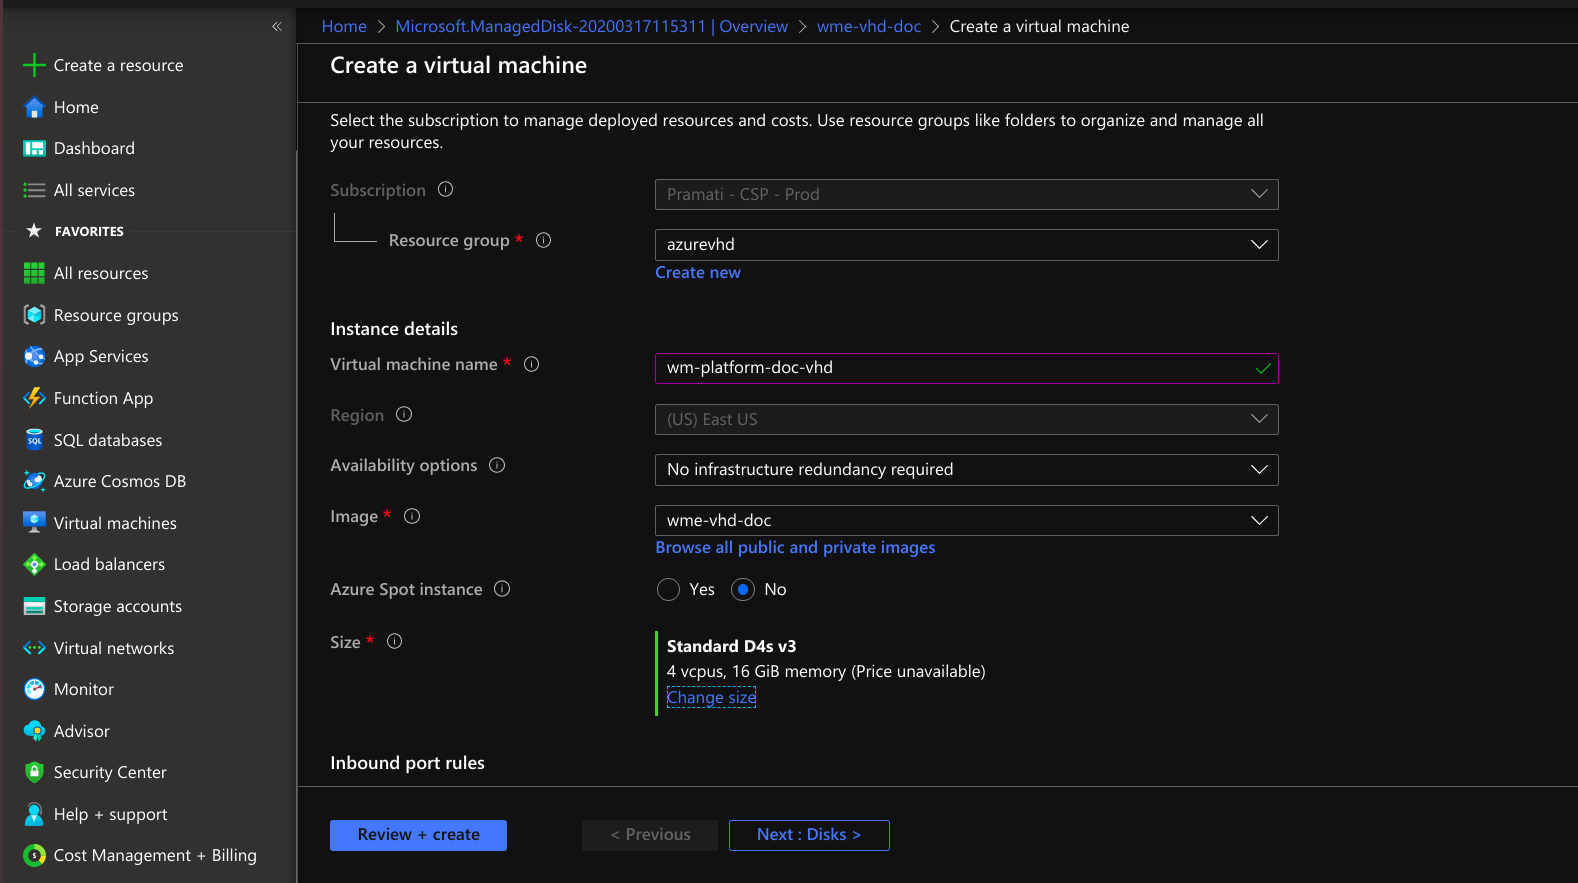 «
Create a resource
Home
Dashboard
All services
FAVORITES
All resources
Resource groups
App Services
Function App
SQL databases
Azure Cosmos DB
Virtual machines
Load balancers
Storage accounts
Virtual networks
Monitor
Advisor
Security Center
Help + support
Cost Management + Billing
Home > Microsoft.ManagedDisk-20200317115311 | Overview > wme-vhd-doc > Create a virtual machine
Create a virtual machine
Select the subscription to manage deployed resources and costs. Use resource groups like folders to organize and manage all
your resources.
Subscription Pramati - CSP - Prod
Resource group * azurevhd
Create new
Instance details
Virtual machine name * wm-platform-doc-vhd
Region (US) East US
Availability options No infrastructure redundancy required
Image * wme-vhd-doc
Browse all public and private images
Azure Spot instance Yes No
Size * Standard D4s v3
4 vcpus, 16 GiB memory (Price unavailable)
Change size
Inbound port rules
Review + create < Previous Next : Disks >